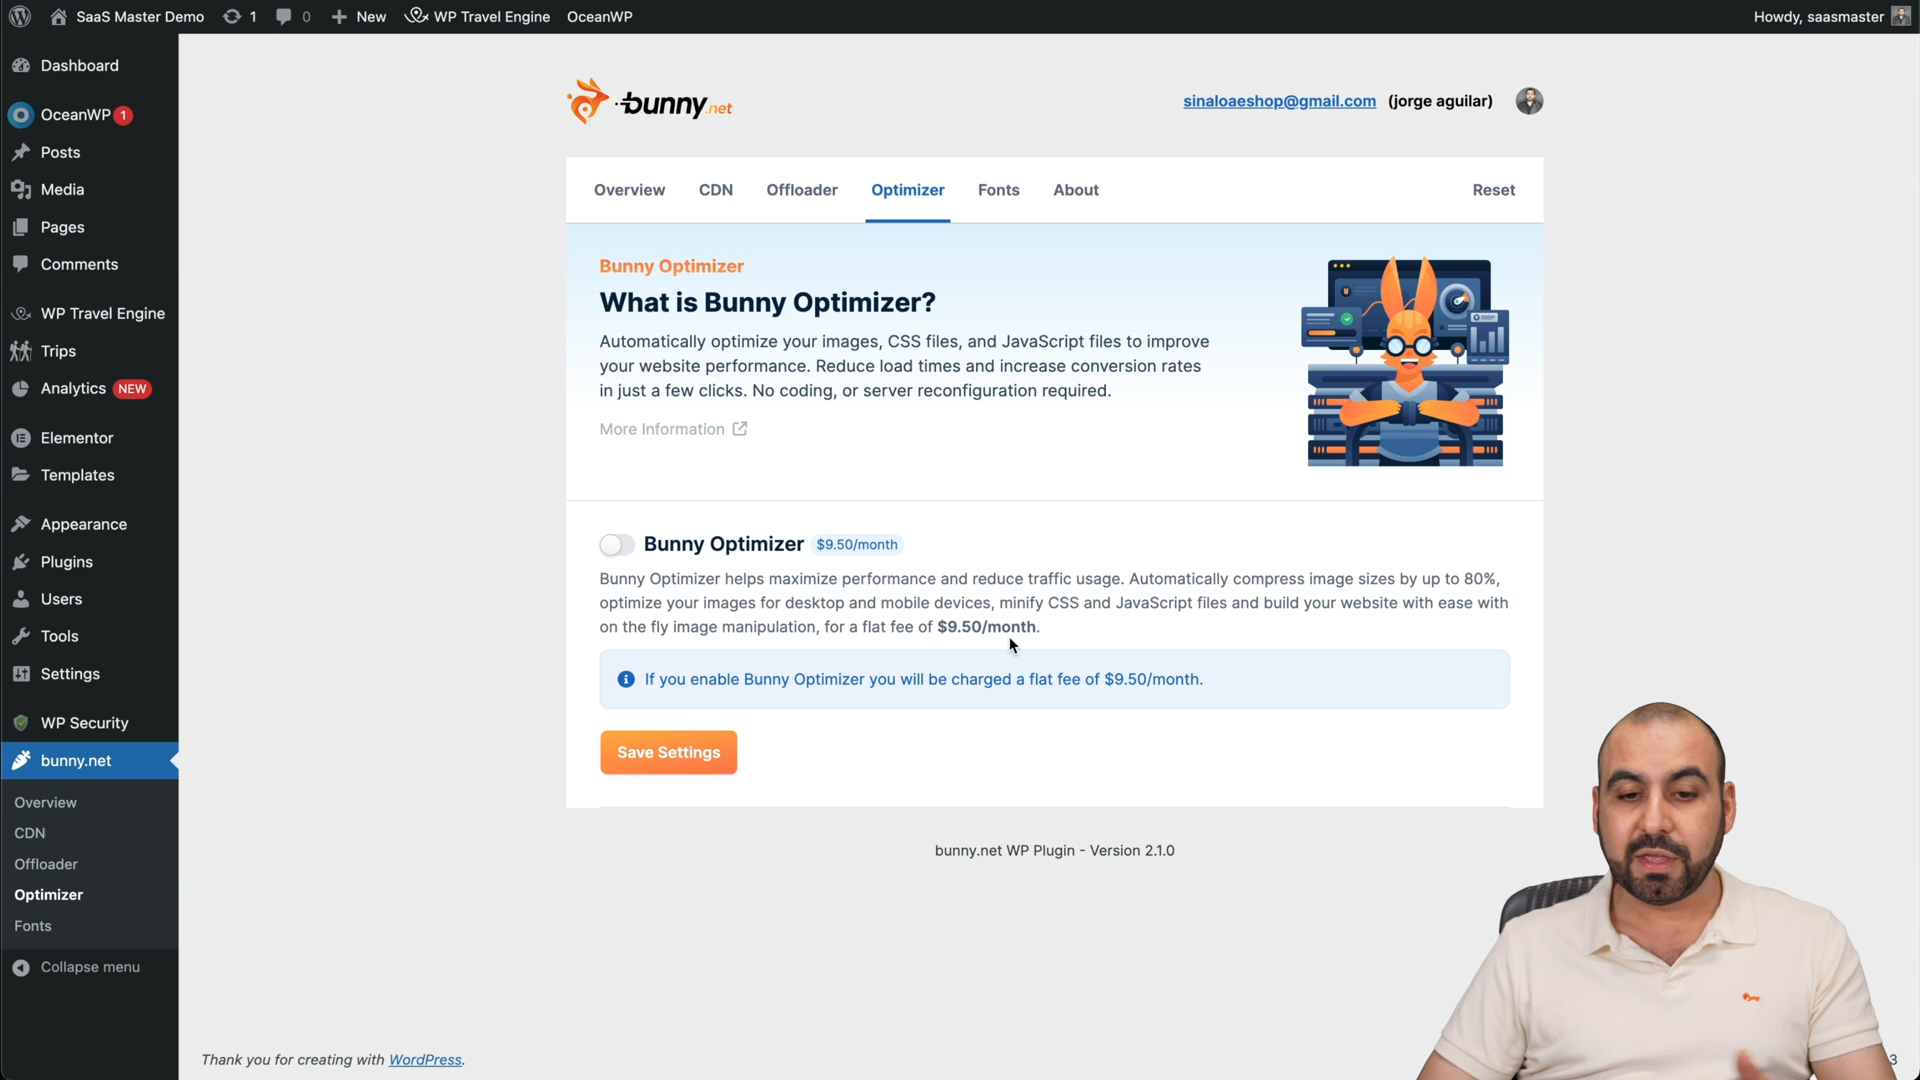 SaaS Master Demo 1 0 New WP Travel Engine OceanWP Howdy, saasmaster
Dashboard
OceanWP 1
Posts
Media
Pages
Comments
WP Travel Engine
Trips
Analytics NEW
Elementor
Templates
Appearance
Plugins
Users
Tools
Settings
WP Security
bunny.net
Overview
CDN
Offloader
Optimizer
Fonts
Collapse menu
bunny.net
sinaloaeshop@gmail.com (jorge aguilar)
Overview CDN Offloader Optimizer Fonts About Reset
Bunny Optimizer
What is Bunny Optimizer?
Automatically optimize your images, CSS files, and JavaScript files to improve
your website performance. Reduce load times and increase conversion rates
in just a few clicks. No coding, or server reconfiguration required.
More Information
Bunny Optimizer $9.50/month
Bunny Optimizer helps maximize performance and reduce traffic usage. Automatically compress image sizes by up to 80%,
optimize your images for desktop and mobile devices, minify CSS and JavaScript files and build your website with ease with
on the fly image manipulation, for a flat fee of $9.50/month.
If you enable Bunny Optimizer you will be charged a flat fee of $9.50/month.
Save Settings
bunny.net WP Plugin - Version 2.1.0
Thank you for creating with WordPress.
3